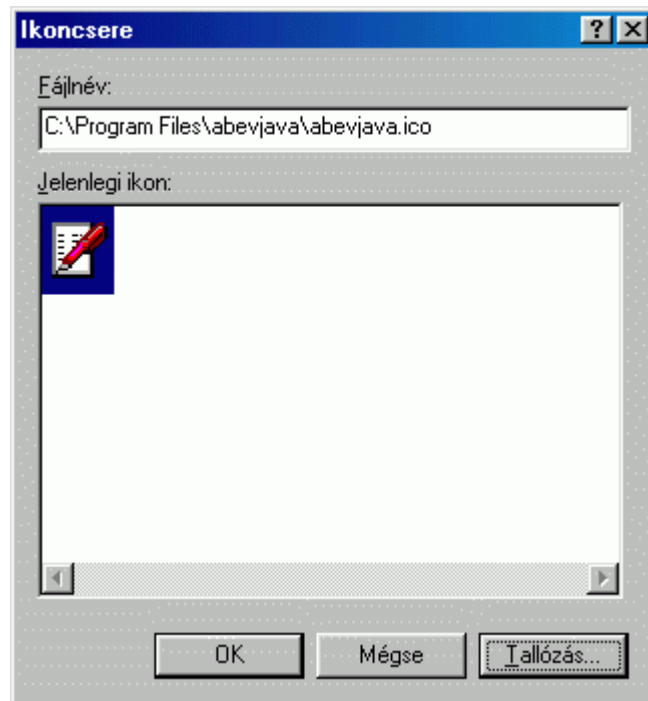 Ikoncsere
Fájlnév:
C:\Program Files\abevjava\abevjava.ico
Jelenlegi ikon:
OK Mégse Tallózás...